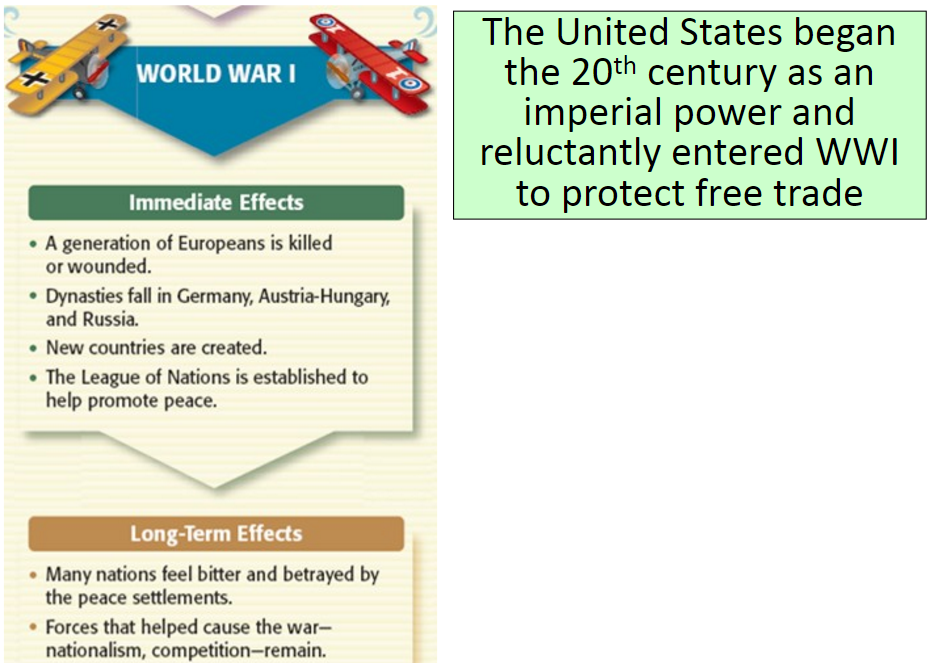 WORLD WAR I
Immediate Effects
• A generation of Europeans is killed
or wounded.
• Dynasties fall in Germany, Austria-Hungary,
and Russia.
• New countries are created.
• The League of Nations is established to
help promote peace.
Long-Term Effects
• Many nations feel bitter and betrayed by
the peace settlements.
• Forces that helped cause the war—
nationalism, competition—remain.
The United States began
the 20th century as an
imperial power and
reluctantly entered WWI
to protect free trade